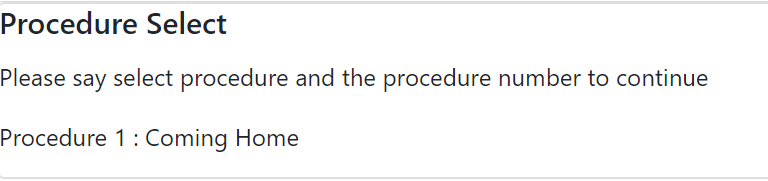 Procedure Select
Please say select procedure and the procedure number to continue
Procedure 1 : Coming Home